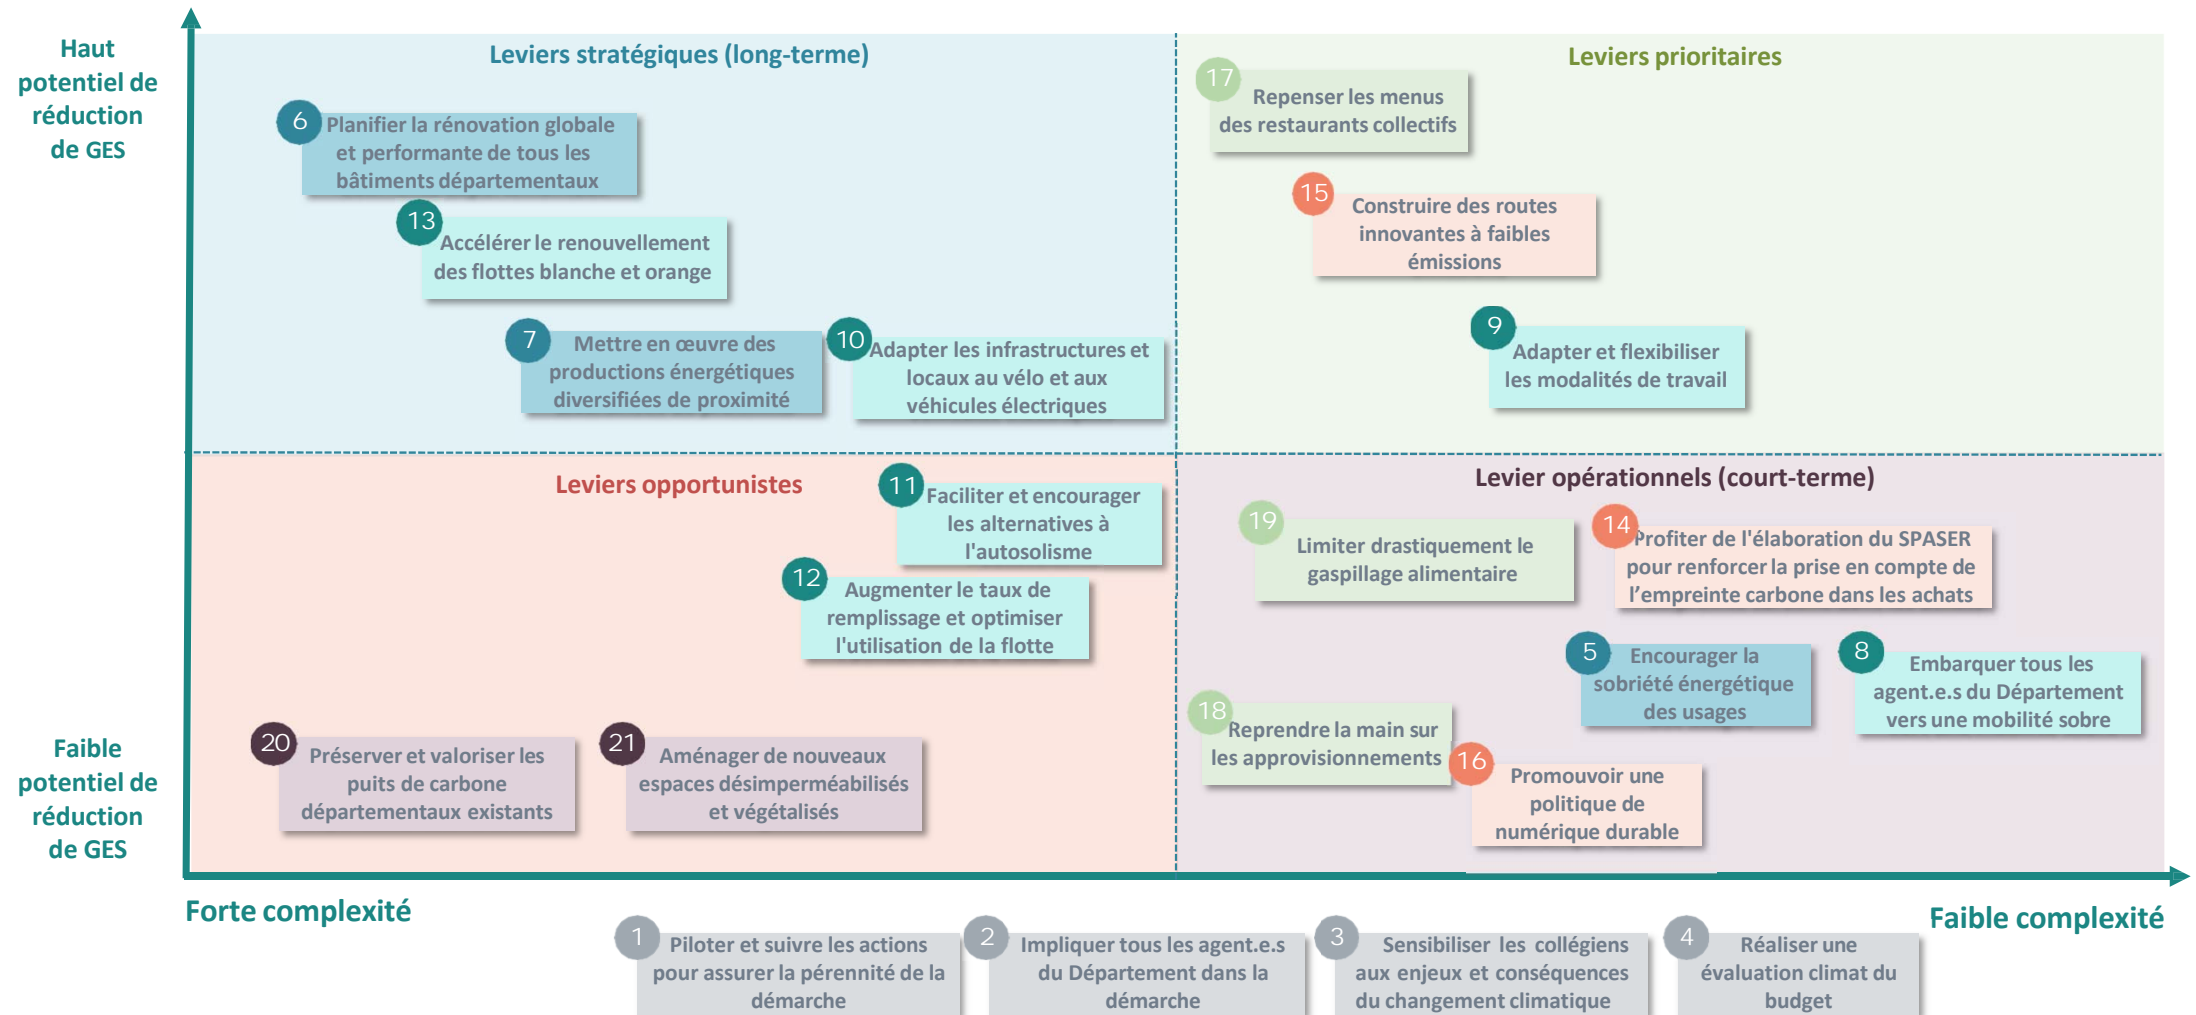 Haut
potentiel de
réduction
de GES
Leviers stratégiques (long-terme)
6
Planifier la rénovation globale
et performante de tous les
bâtiments départementaux
13
Accélérer le renouvellement
des flottes blanche et orange
7
Mettre en œuvre des
productions énergétiques
diversifiées de proximité
10
Adapter les infrastructures et
locaux au vélo et aux
véhicules électriques
Leviers prioritaires
17
Repenser les menus
des restaurants collectifs
15
Construire des routes
innovantes à faibles
émissions
9
Adapter et flexibiliser
les modalités de travail
Leviers opportunistes
11
Faciliter et encourager
les alternatives à
l'autosolisme
12
Augmenter le taux de
remplissage et optimiser
l'utilisation de la flotte
20
Préserver et valoriser les
puits de carbone
départementaux existants
21
Aménager de nouveaux
espaces désimperméabilisés
et végétalisés
Levier opérationnels (court-terme)
19
Limiter drastiquement le
gaspillage alimentaire
14
Profiter de l'élaboration du SPASER
pour renforcer la prise en compte de
l’empreinte carbone dans les achats
5
Encourager la
sobriété énergétique
des usages
8
Embarquer tous les
agent.e.s du Département
vers une mobilité sobre
18
Reprendre la main sur
les approvisionnements
16
Promouvoir une
politique de
numérique durable
Faible
potentiel de
réduction
de GES
Forte complexité
Faible complexité
1
Piloter et suivre les actions
pour assurer la pérennité de la
démarche
2
Impliquer tous les agent.e.s
du Département dans la
démarche
3
Sensibiliser les collégiens
aux enjeux et conséquences
du changement climatique
4
Réaliser une
évaluation climat du
budget